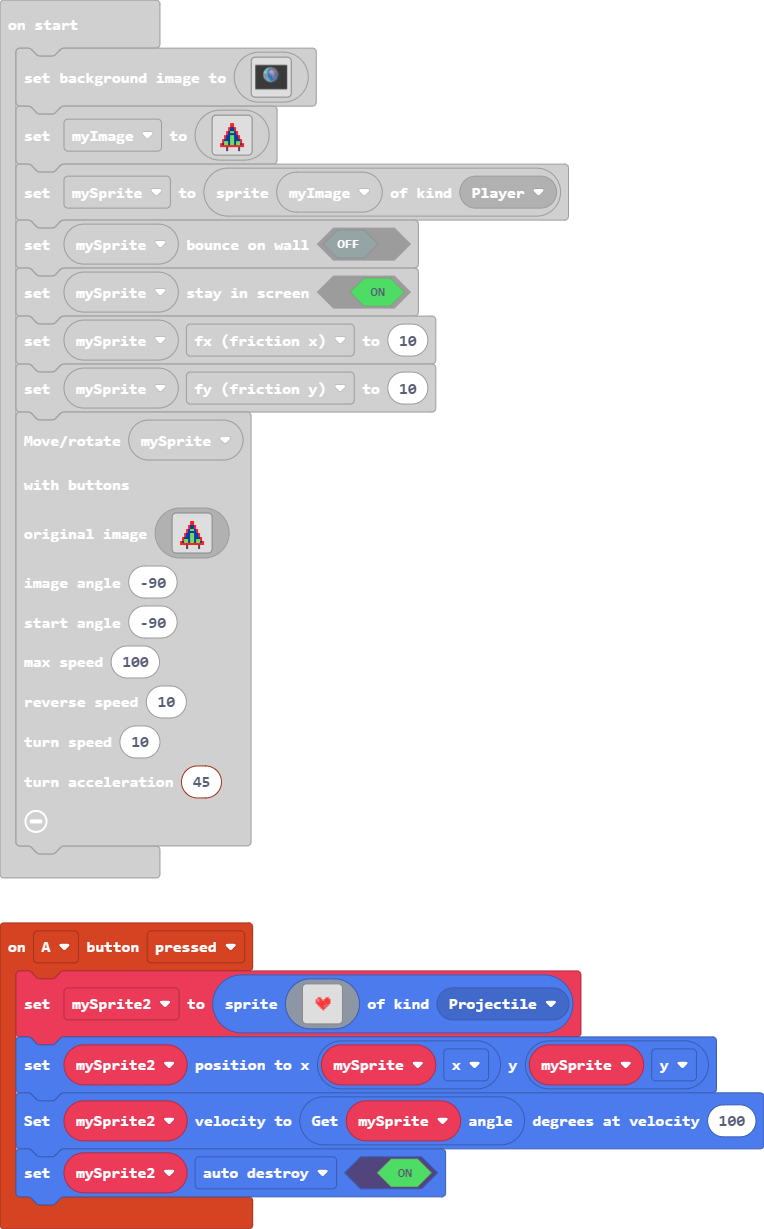 on start
set background image to
set myImage to
set mySprite to sprite myImage of kind Player
set mySprite bounce on wall OFF
set mySprite stay in screen ON
set mySprite fx (friction x) to 10
set mySprite fy (friction y) to 10
Move/rotate mySprite
with buttons
original image
image angle -90
start angle -90
max speed 100
reverse speed 10
turn speed 10
turn acceleration 45
on A button pressed
set mySprite2 to sprite of kind Projectile
set mySprite2 position to x mySprite x y mySprite y
Set mySprite2 velocity to Get mySprite angle degrees at velocity 100
set mySprite2 auto destroy ON